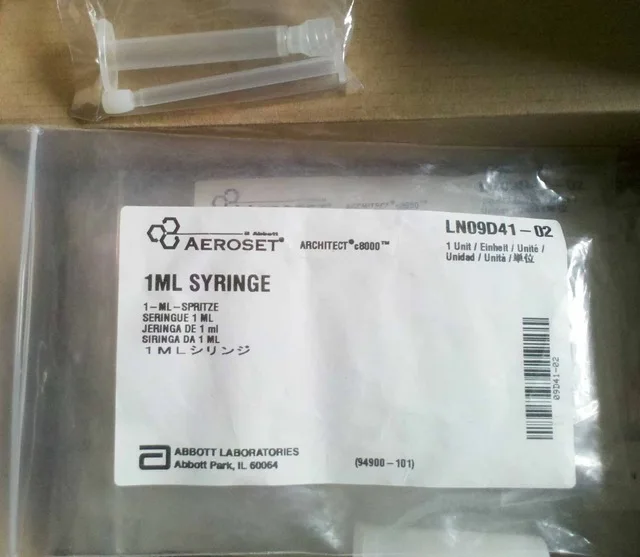 Abbott
AEROSET® ARCHITECT® c8000™
LN09D41-02
1 Unit / Einheit / Unité /
Unidad / Unità / 単位
1ML SYRINGE
1-ML-SPRITZE
SERINGUE 1 ML
JERINGA DE 1 ml
SIRINGA DA 1 ML
1MLシリンジ
09D41-02
ABBOTT LABORATORIES
Abbott Park, IL 60064
(94900-101)